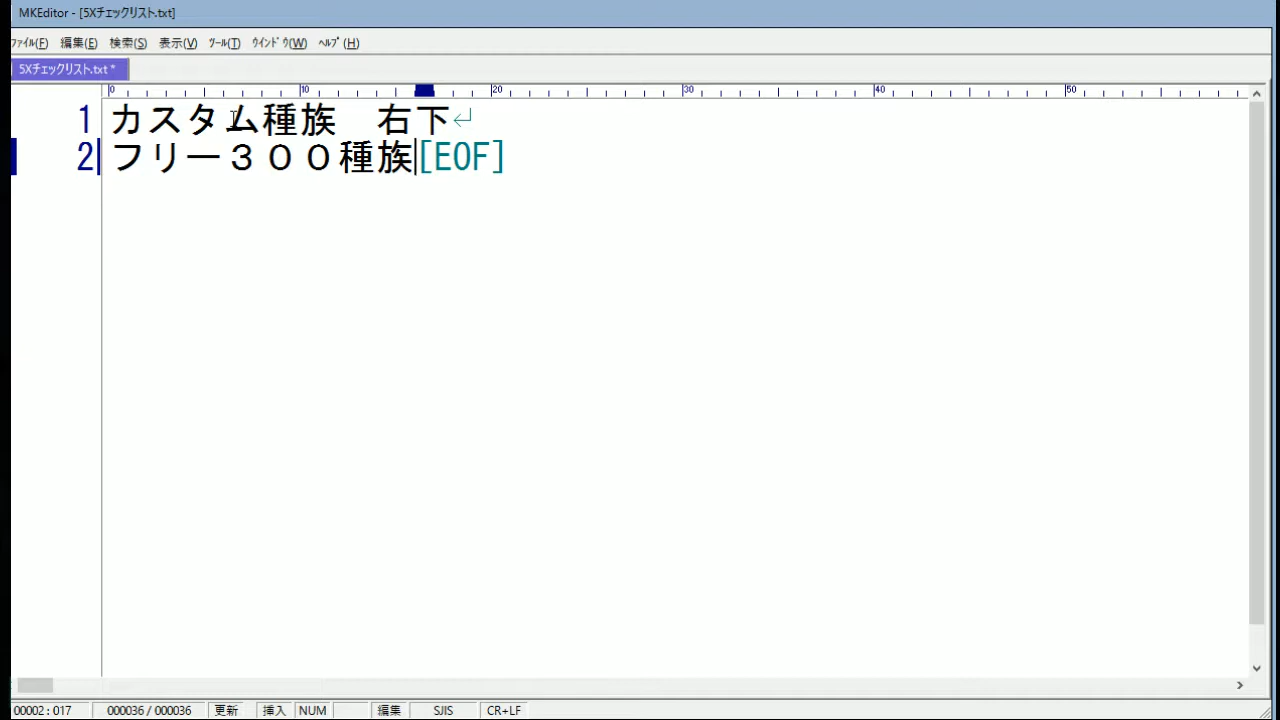 MKEditor - [5Xチェックリスト.txt]
ファイル(F) 編集(E) 検索(S) 表示(V) ツール(T) ウインドウ(W) ヘルプ(H)
5Xチェックリスト.txt *
0 10 20 30 40 50
1 カスタム種族　右下↵
2 フリー３００種族[EOF]
00002 : 017 000036 / 000036 更新 挿入 NUM 編集 SJIS CR+LF